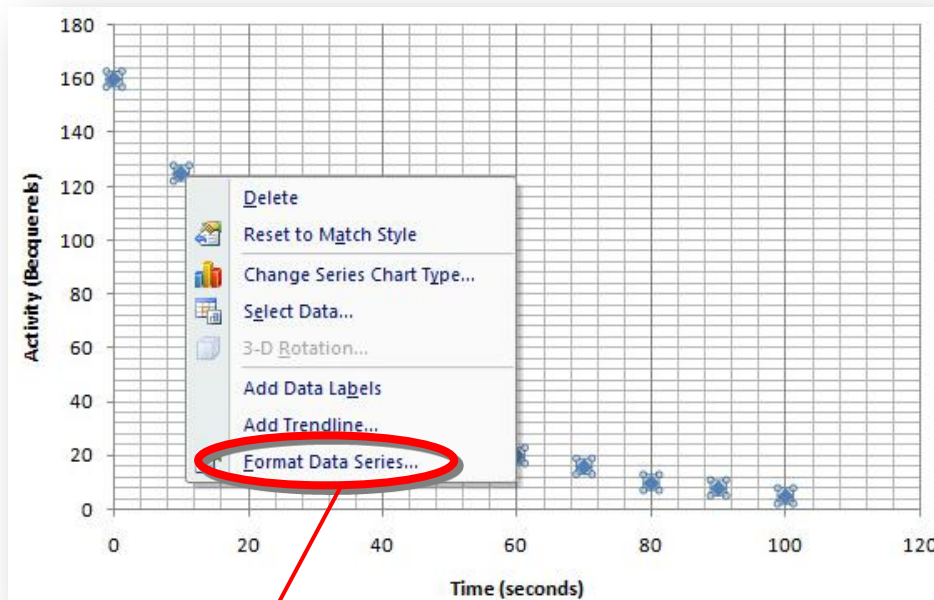 180
160
140
120
100
80
60
40
20
0
Activity (Becquerels)
Delete
Reset to Match Style
Change Series Chart Type...
Select Data...
3-D Rotation...
Add Data Labels
Add Trendline...
Format Data Series...
0 20 40 60 80 100 120
Time (seconds)